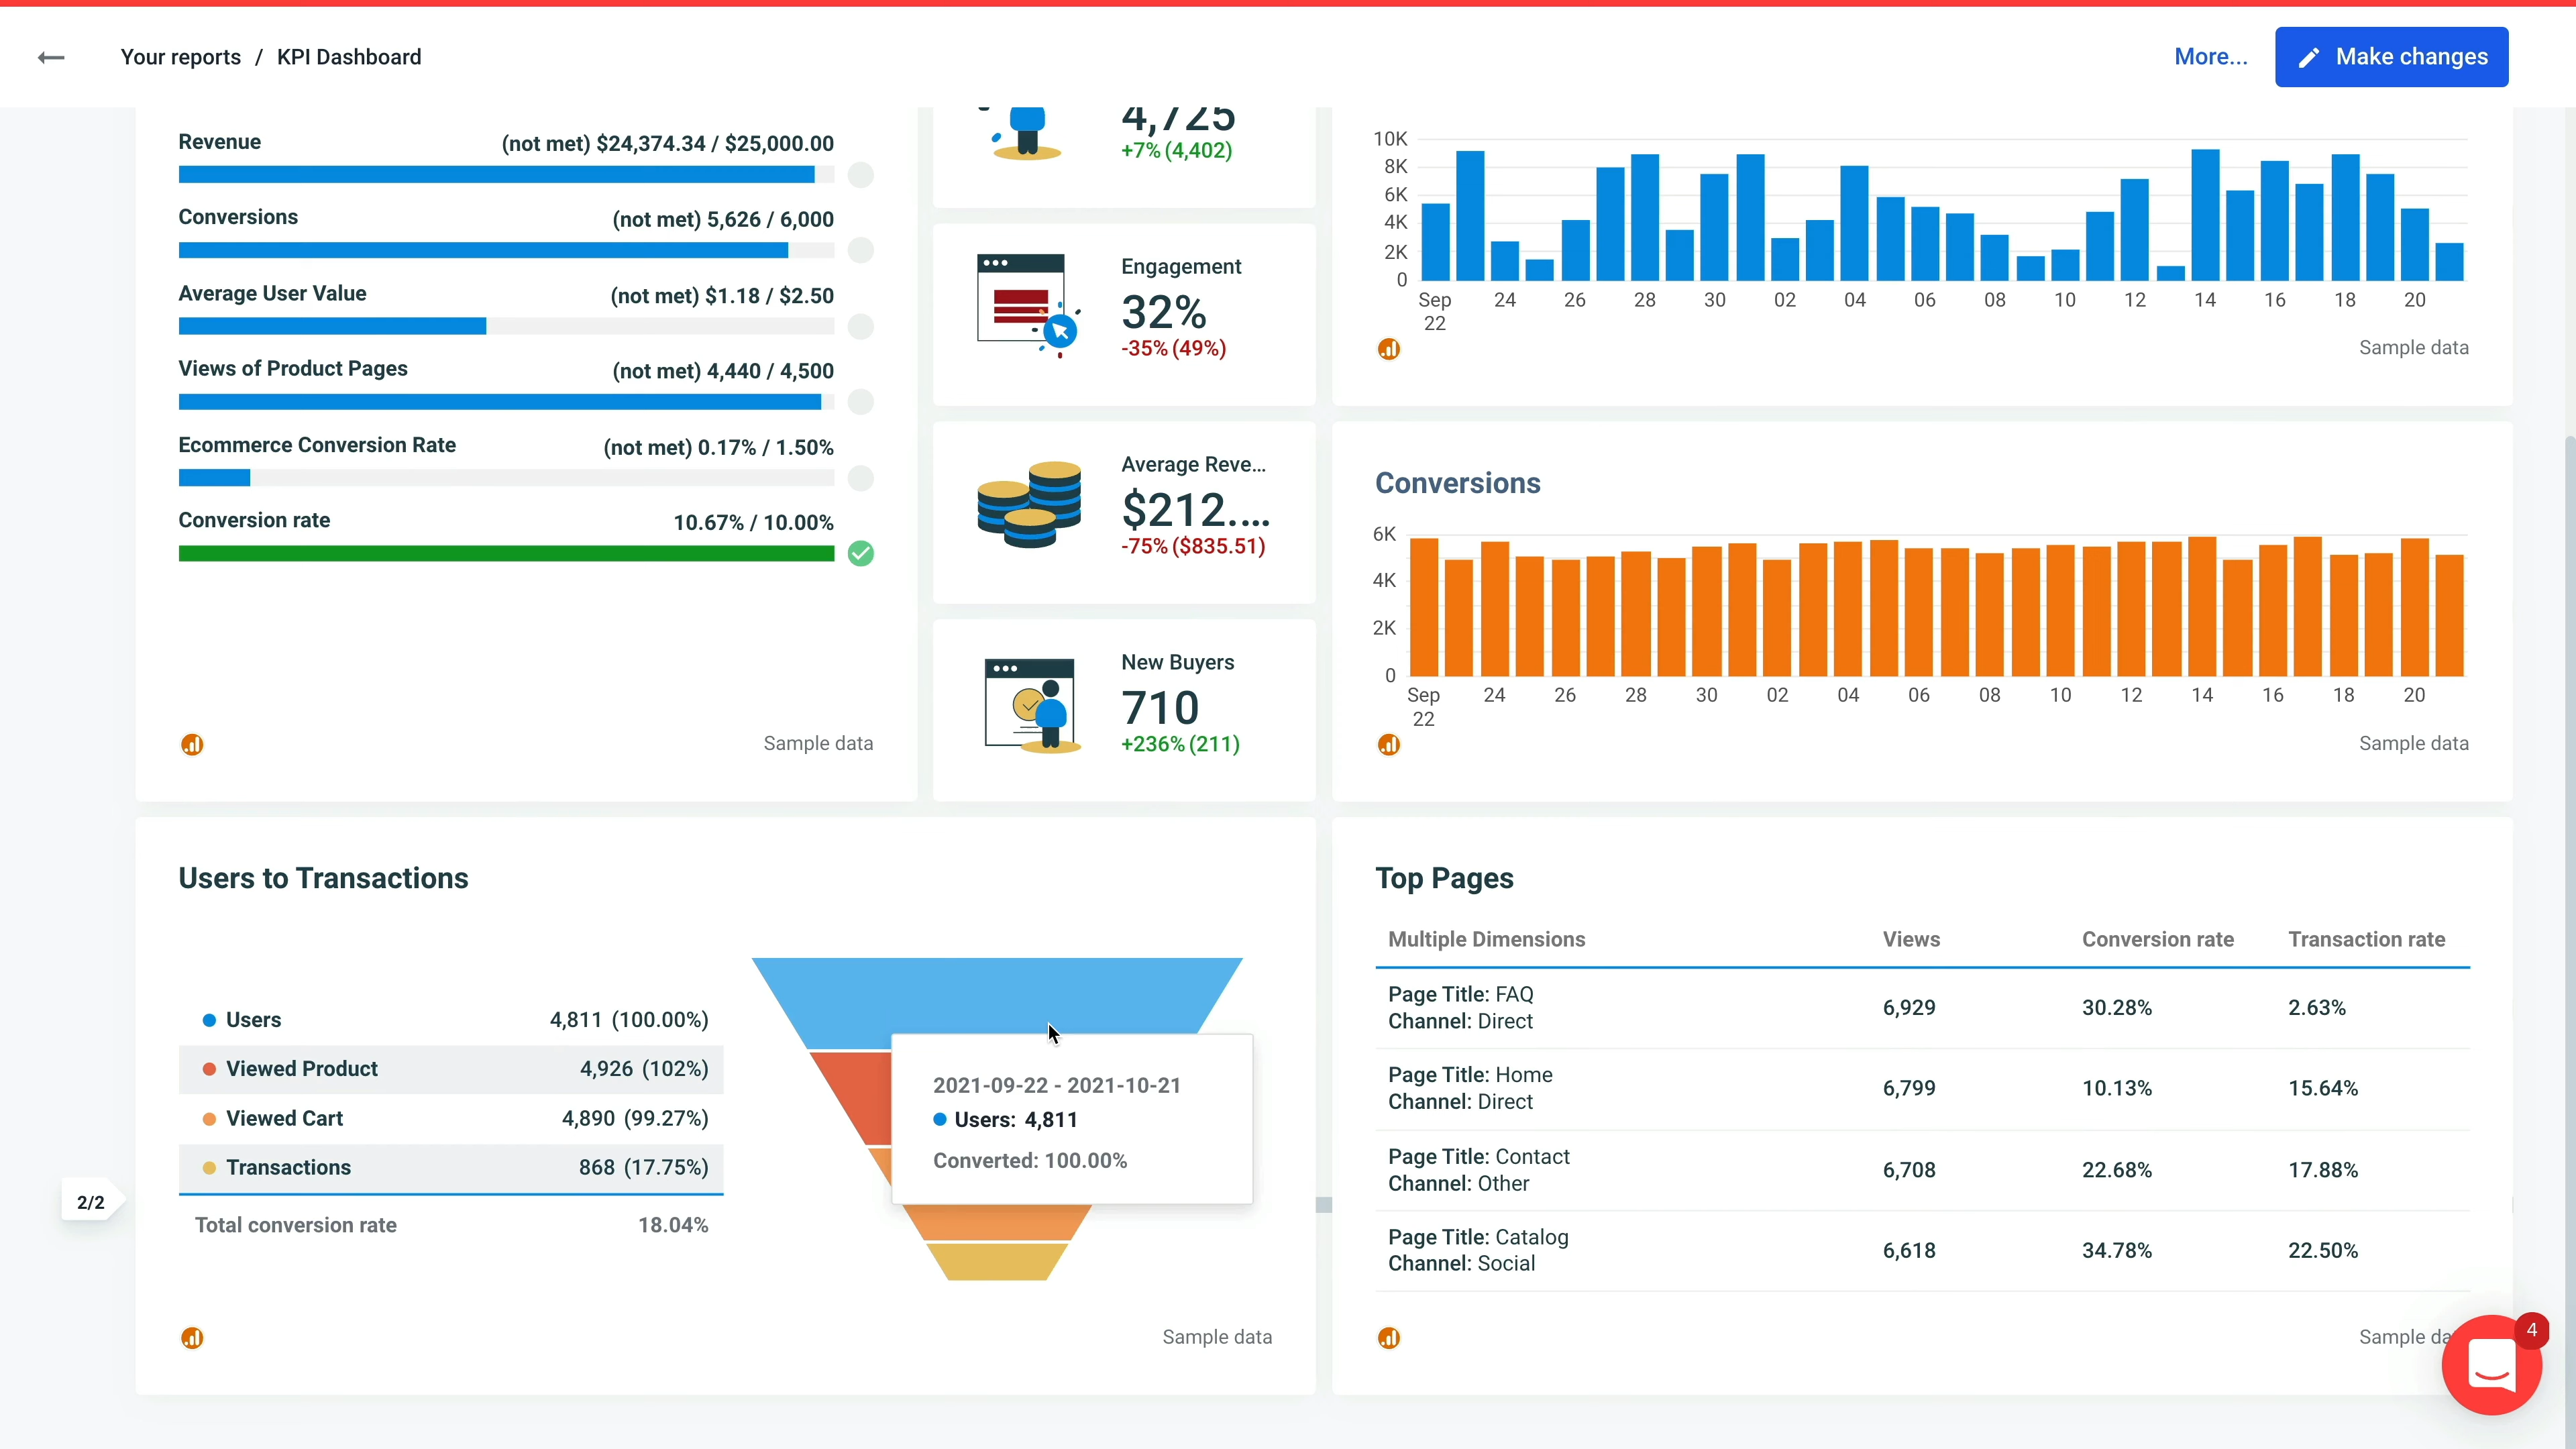 Your reports / KPI Dashboard
More...
Make changes
Revenue
(not met) $24,374.34 / $25,000.00
Conversions
(not met) 5,626 / 6,000
Average User Value
(not met) $1.18 / $2.50
Views of Product Pages
(not met) 4,440 / 4,500
Ecommerce Conversion Rate
(not met) 0.17% / 1.50%
Conversion rate
10.67% / 10.00%
Sample data
4,725
+7% (4,402)
Engagement
32%
-35% (49%)
Average Reve...
$212....
-75% ($835.51)
New Buyers
710
+236% (211)
10K
8K
6K
4K
2K
0
Sep 24 26 28 30 02 04 06 08 10 12 14 16 18 20
22
Sample data
Conversions
6K
4K
2K
0
Sep 24 26 28 30 02 04 06 08 10 12 14 16 18 20
22
Sample data
Users to Transactions
Users 4,811 (100.00%)
Viewed Product 4,926 (102%)
Viewed Cart 4,890 (99.27%)
Transactions 868 (17.75%)
Total conversion rate 18.04%
2021-09-22 - 2021-10-21
Users: 4,811
Converted: 100.00%
Sample data
2/2
Top Pages
Multiple Dimensions Views Conversion rate Transaction rate
Page Title: FAQ
Channel: Direct
6,929 30.28% 2.63%
Page Title: Home
Channel: Direct
6,799 10.13% 15.64%
Page Title: Contact
Channel: Other
6,708 22.68% 17.88%
Page Title: Catalog
Channel: Social
6,618 34.78% 22.50%
Sample da
4